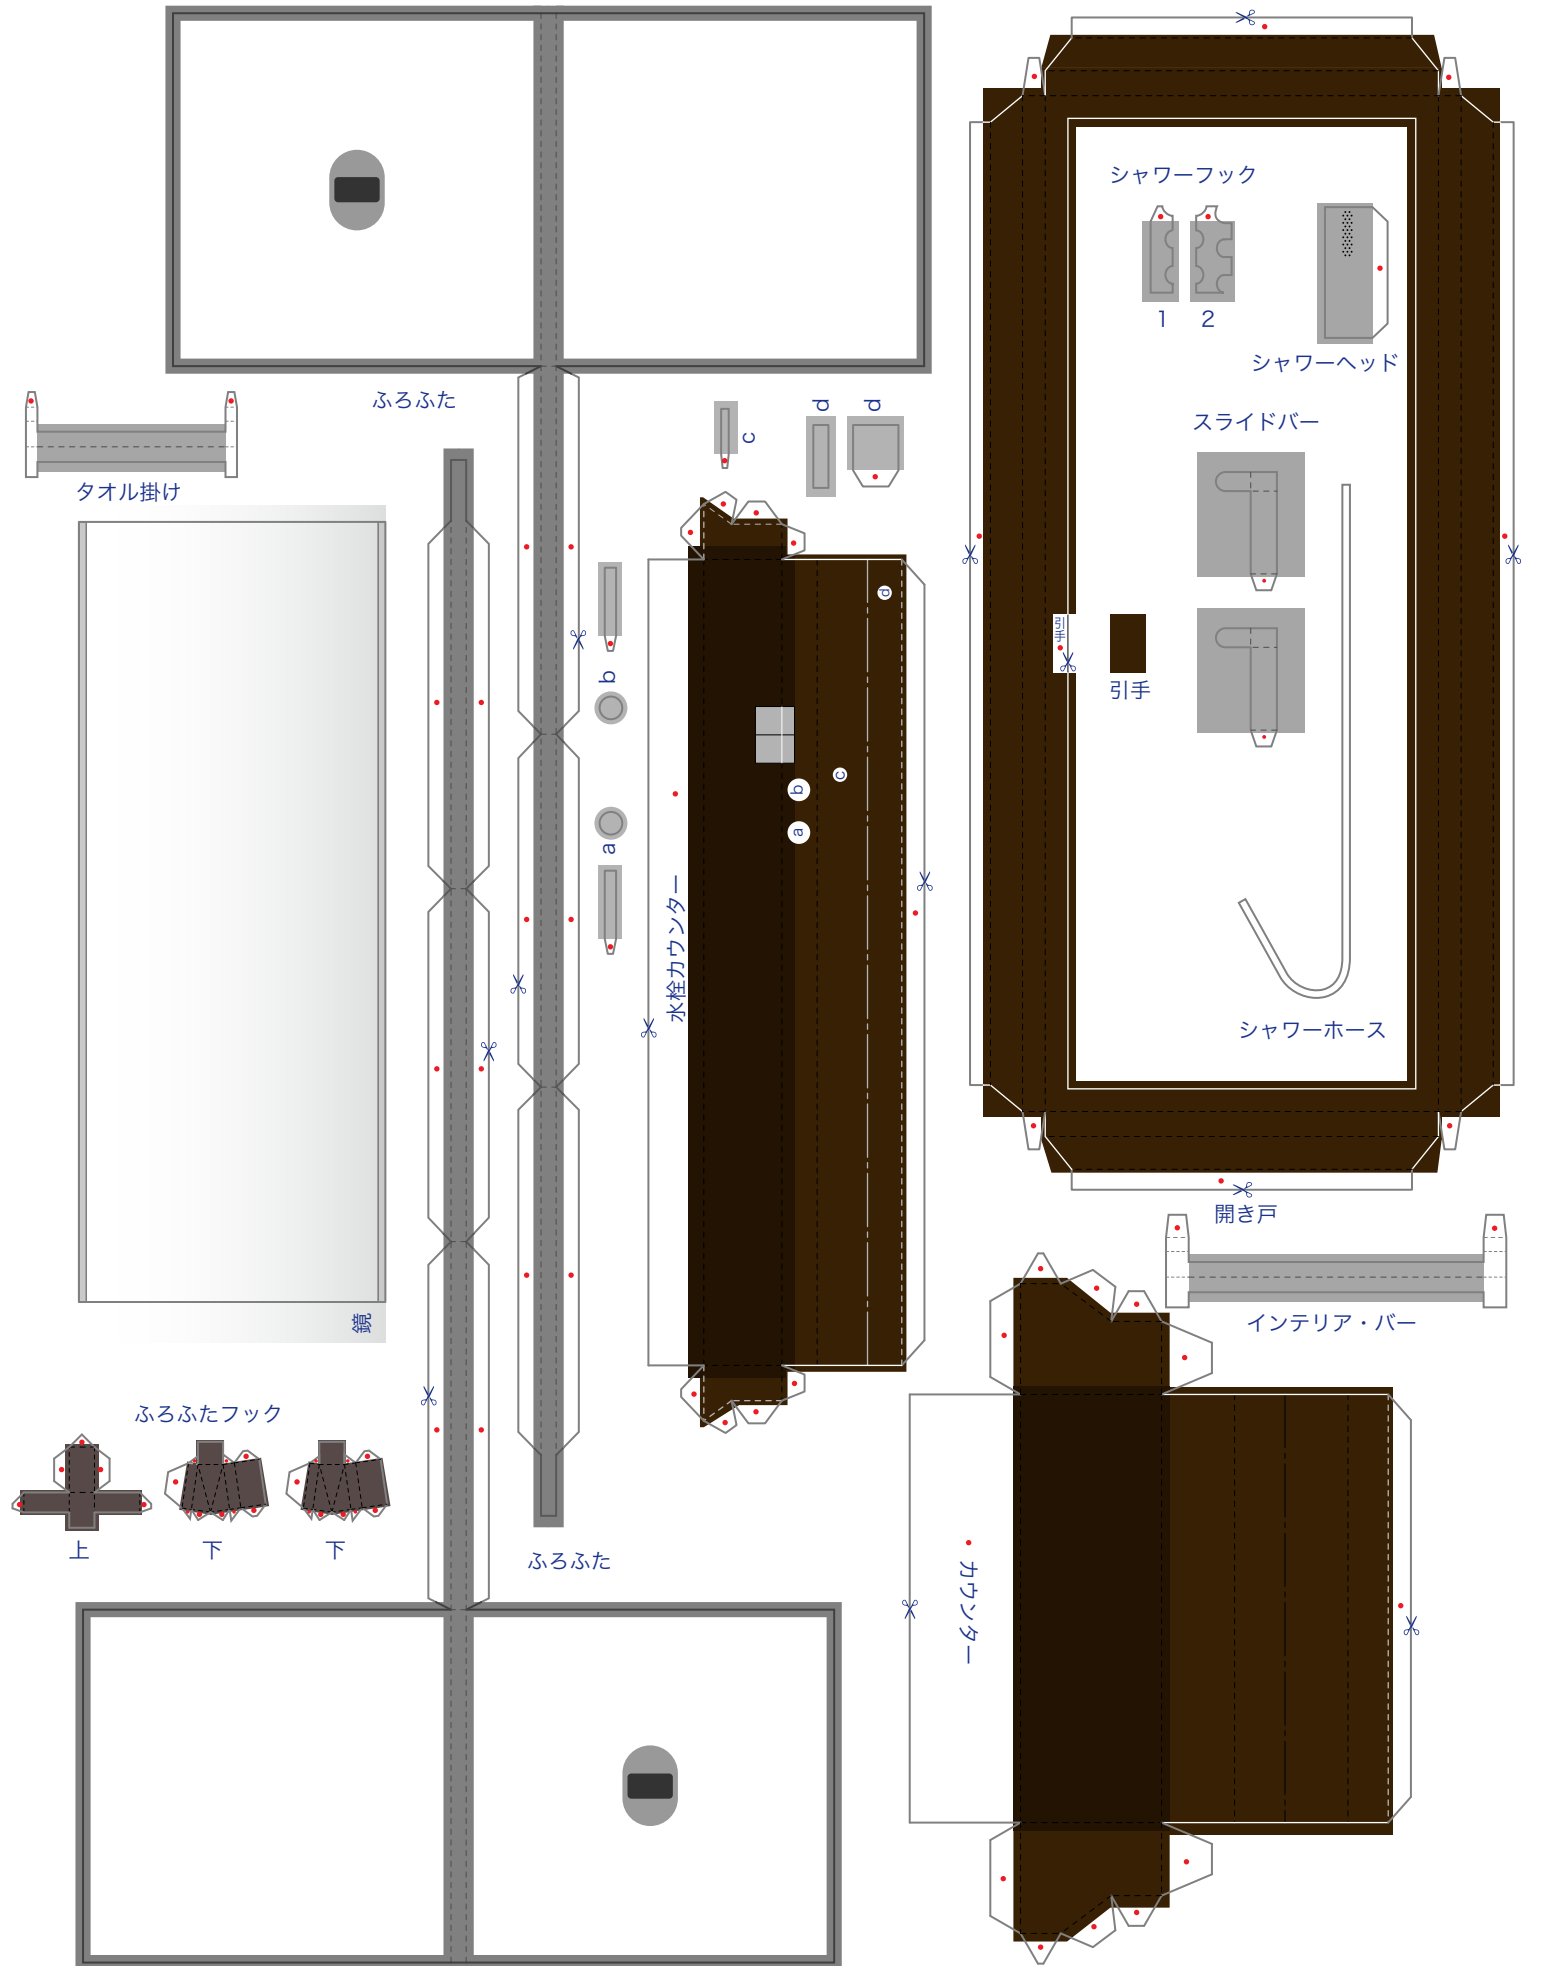 シャワーフック
1
2
シャワーヘッド
ふろふた
タオル掛け
c
d
d
スライドバー
b
a
d
b
c
a
水栓カウンター
引手
引手
シャワーホース
開き戸
インテリア・バー
鏡
ふろふたフック
上
下
下
ふろふた
カウンター